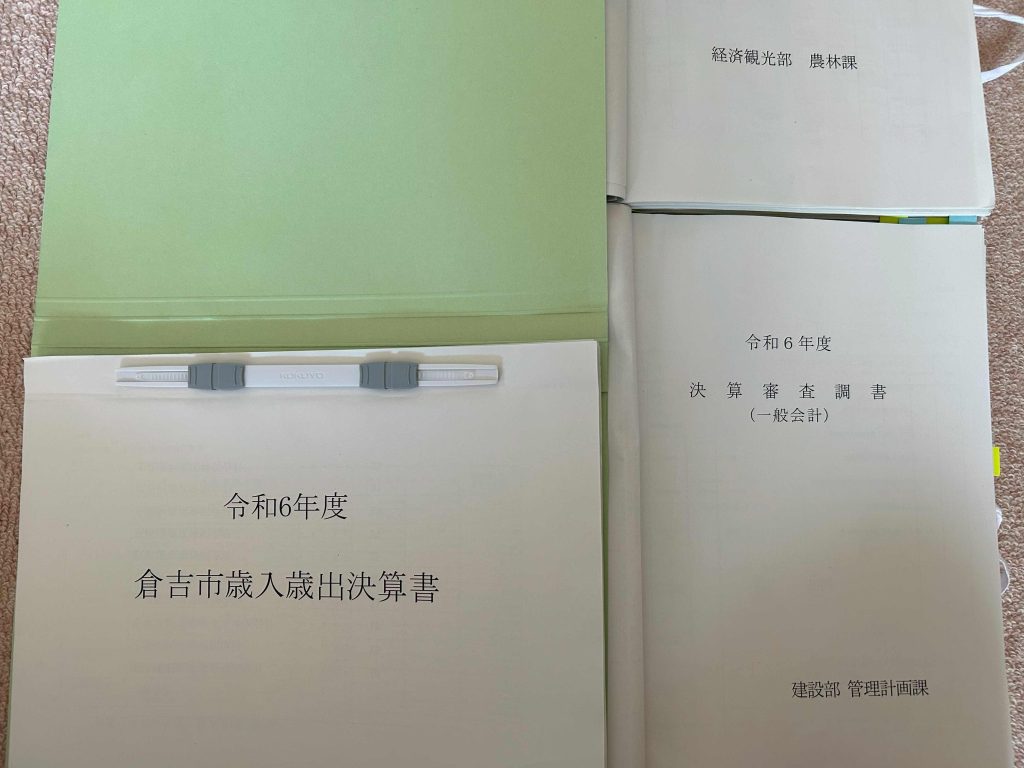 経済観光部　農林課
KOKUYO
令和6年度
倉吉市歳入歳出決算書
令和６年度
決算審査調書
（一般会計）
建設部 管理計画課